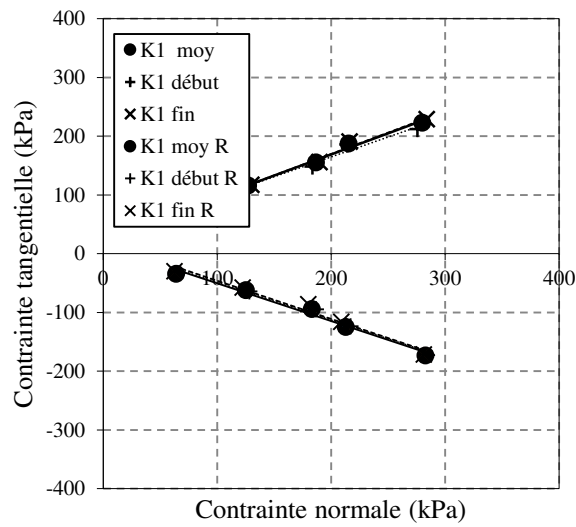 400
300
200
100
0
-100
-200
-300
-400
0 100 200 300 400
K1 moy
K1 début
K1 fin
K1 moy R
K1 début R
K1 fin R
Contrainte tangentielle (kPa)
Contrainte normale (kPa)